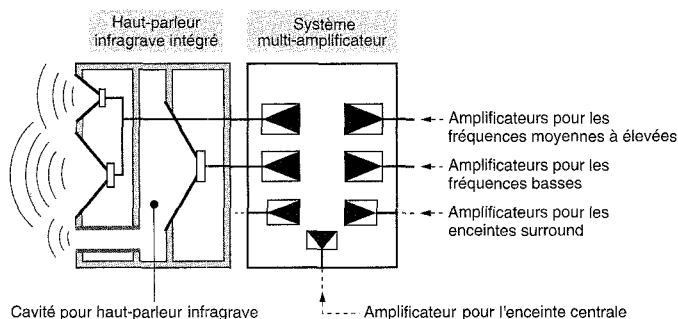 Haut-parleur
infragrave intégré
Système
multi-amplificateur
Amplificateurs pour les
fréquences moyennes à élevées
Amplificateurs pour les
fréquences basses
Amplificateurs pour les
enceintes surround
Cavité pour haut-parleur infragrave
Amplificateur pour l'enceinte centrale